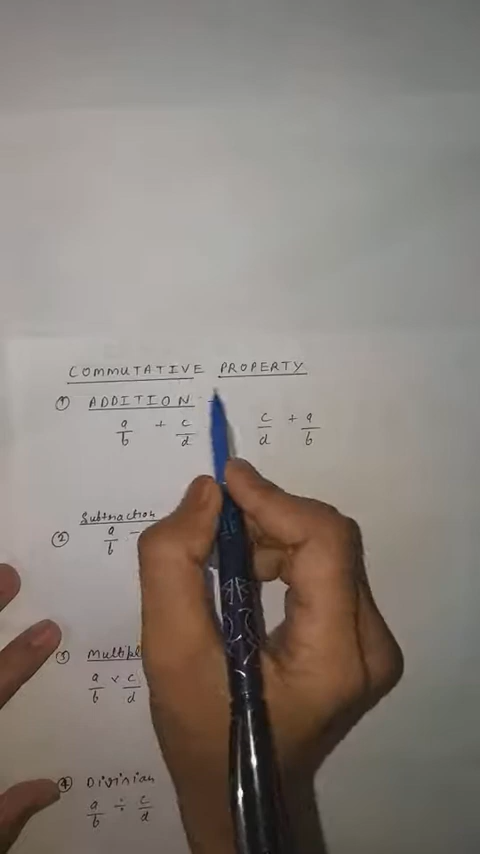 COMMUTATIVE PROPERTY
① ADDITION
a/b + c/d c/d + a/b
Subtraction
② a/b -
③
a/b × c/d
④ Division
a/b ÷ c/d